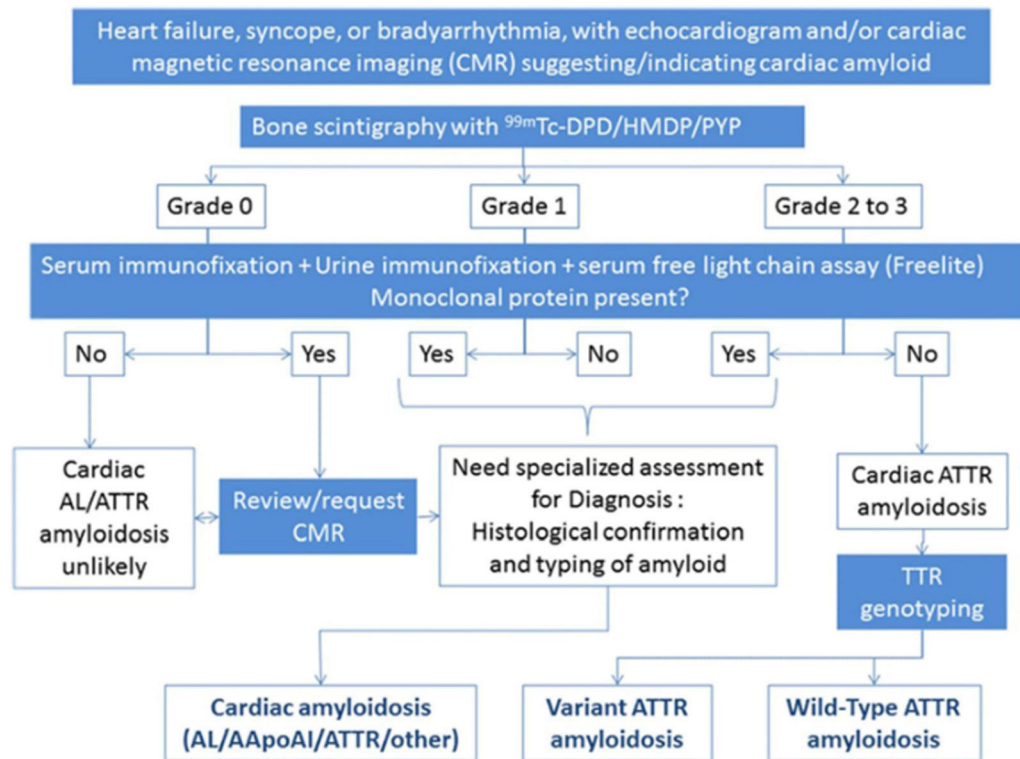 Heart failure, syncope, or bradyarrhythmia, with echocardiogram and/or cardiac
magnetic resonance imaging (CMR) suggesting/indicating cardiac amyloid
Bone scintigraphy with ⁹⁹ᵐTc-DPD/HMDP/PYP
Grade 0
Grade 1
Grade 2 to 3
Serum immunofixation + Urine immunofixation + serum free light chain assay (Freelite)
Monoclonal protein present?
No
Yes
Yes
No
Yes
No
Cardiac
AL/ATTR
amyloidosis
unlikely
Review/request
CMR
Need specialized assessment
for Diagnosis :
Histological confirmation
and typing of amyloid
Cardiac ATTR
amyloidosis
TTR
genotyping
Cardiac amyloidosis
(AL/AApoAI/ATTR/other)
Variant ATTR
amyloidosis
Wild-Type ATTR
amyloidosis